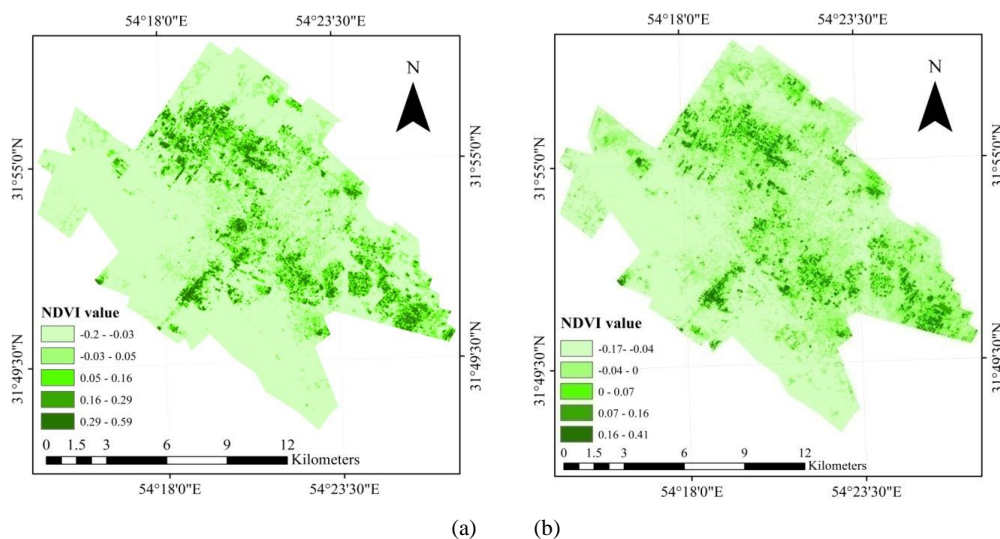 54°18'0"E 54°23'30"E
N
31°55'0"N
31°55'0"N
31°49'30"N
31°49'30"N
NDVI value
-0.2 - -0.03
-0.03 - 0.05
0.05 - 0.16
0.16 - 0.29
0.29 - 0.59
0 1.5 3 6 9 12
Kilometers
54°18'0"E 54°23'30"E
(a)
54°18'0"E 54°23'30"E
N
31°55'0"N
31°55'0"N
31°49'30"N
31°49'30"N
NDVI value
-0.17- -0.04
-0.04 - 0
0 - 0.07
0.07 - 0.16
0.16 - 0.41
0 1.5 3 6 9 12
Kilometers
54°18'0"E 54°23'30"E
(b)